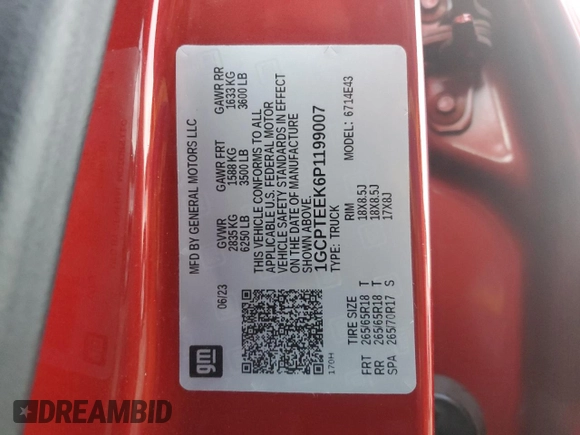 MFD BY GENERAL MOTORS LLC
06/23
GVWR GAWR FRT GAWR RR
2835 KG 1588 KG 1633 KG
6250 LB 3500 LB 3600 LB
THIS VEHICLE CONFORMS TO ALL
APPLICABLE U.S. FEDERAL MOTOR
VEHICLE SAFETY STANDARDS IN EFFECT
ON THE DATE OF MANUFACTURE
SHOWN ABOVE.
1GCPTEEK6P1199007
TYPE: TRUCK MODEL: 6714E43
TIRE SIZE RIM
FRT 265/65R18 T 18X8.5J
RR 265/65R18 T 18X8.5J
SPA 265/70R17 S 17X8J
gm
170H
DREAMBID